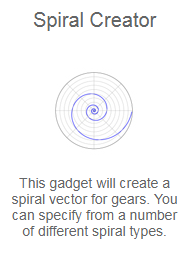 Spiral Creator
This gadget will create a
spiral vector for gears. You
can specify from a number
of different spiral types.